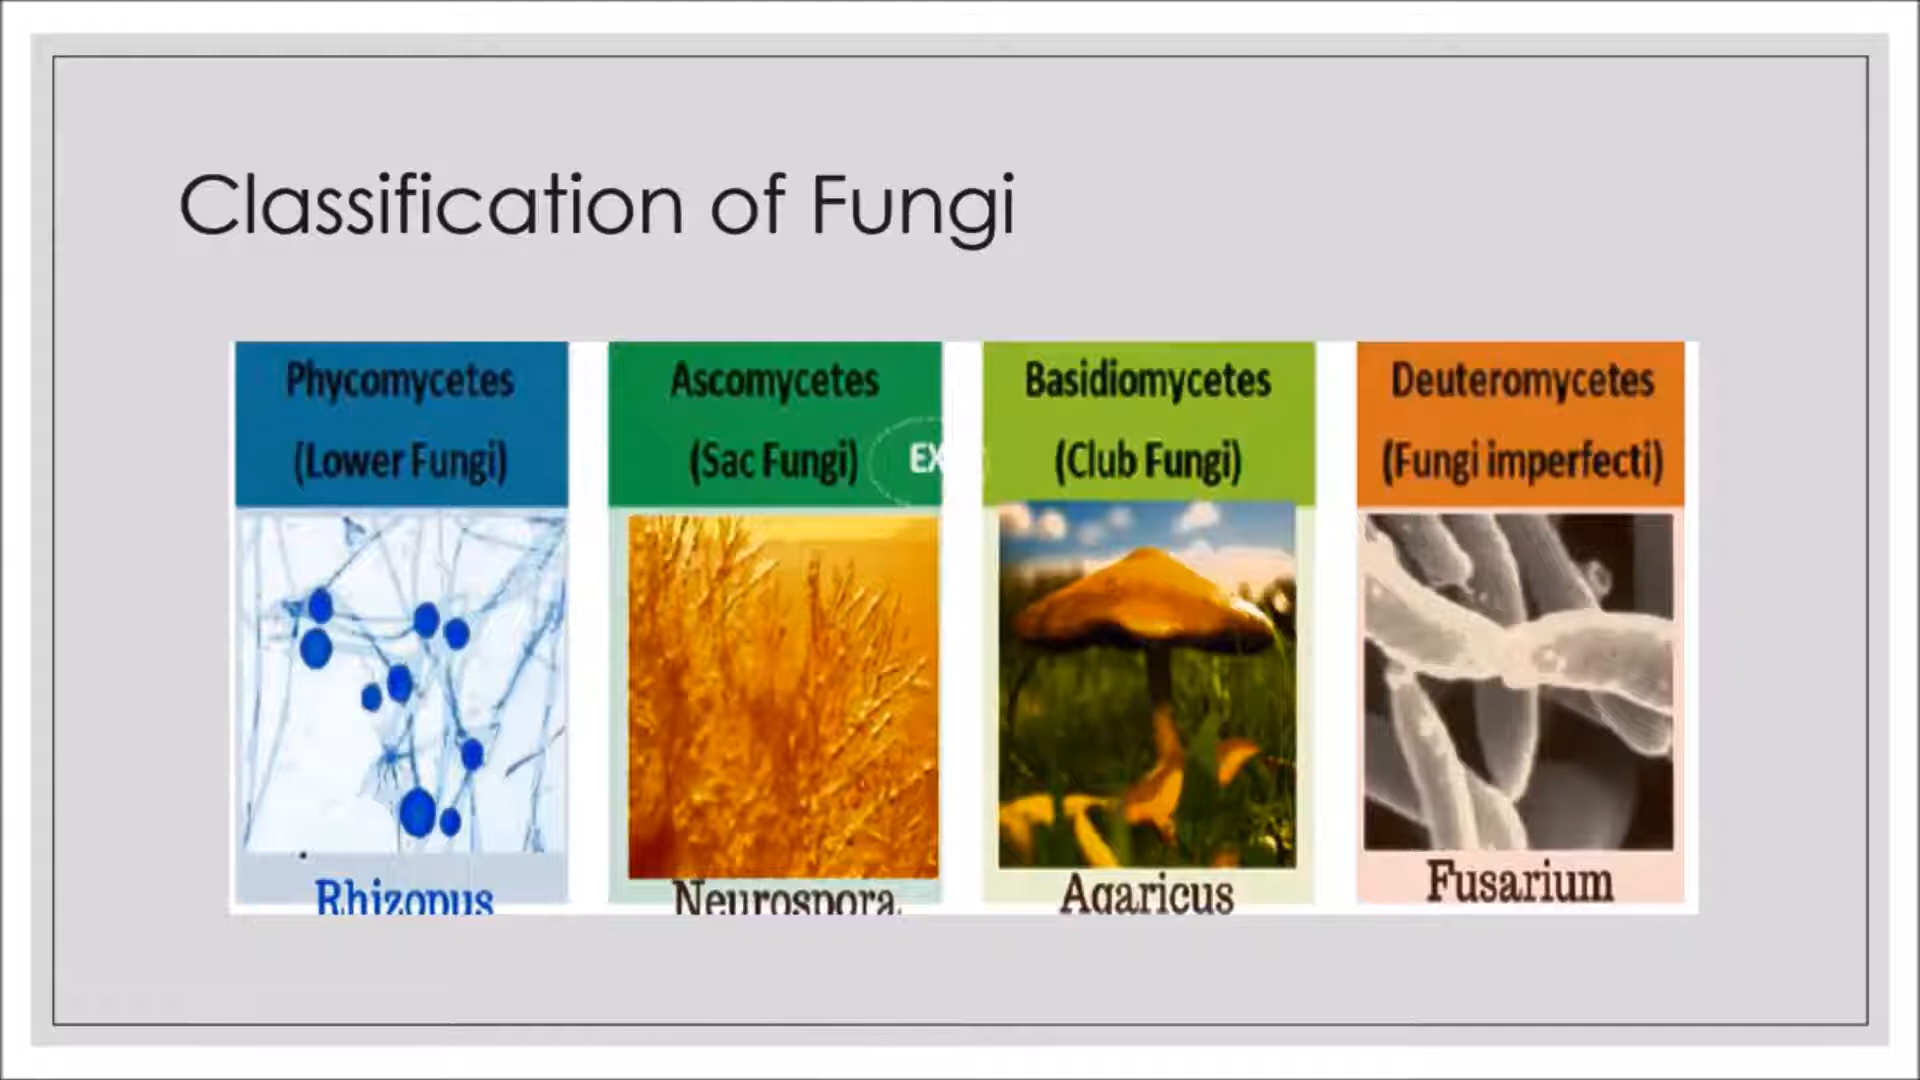 Classification of Fungi
Phycomycetes
(Lower Fungi)
Rhizopus
Ascomycetes
(Sac Fungi)
EX
Neurospora
Basidiomycetes
(Club Fungi)
Agaricus
Deuteromycetes
(Fungi imperfecti)
Fusarium